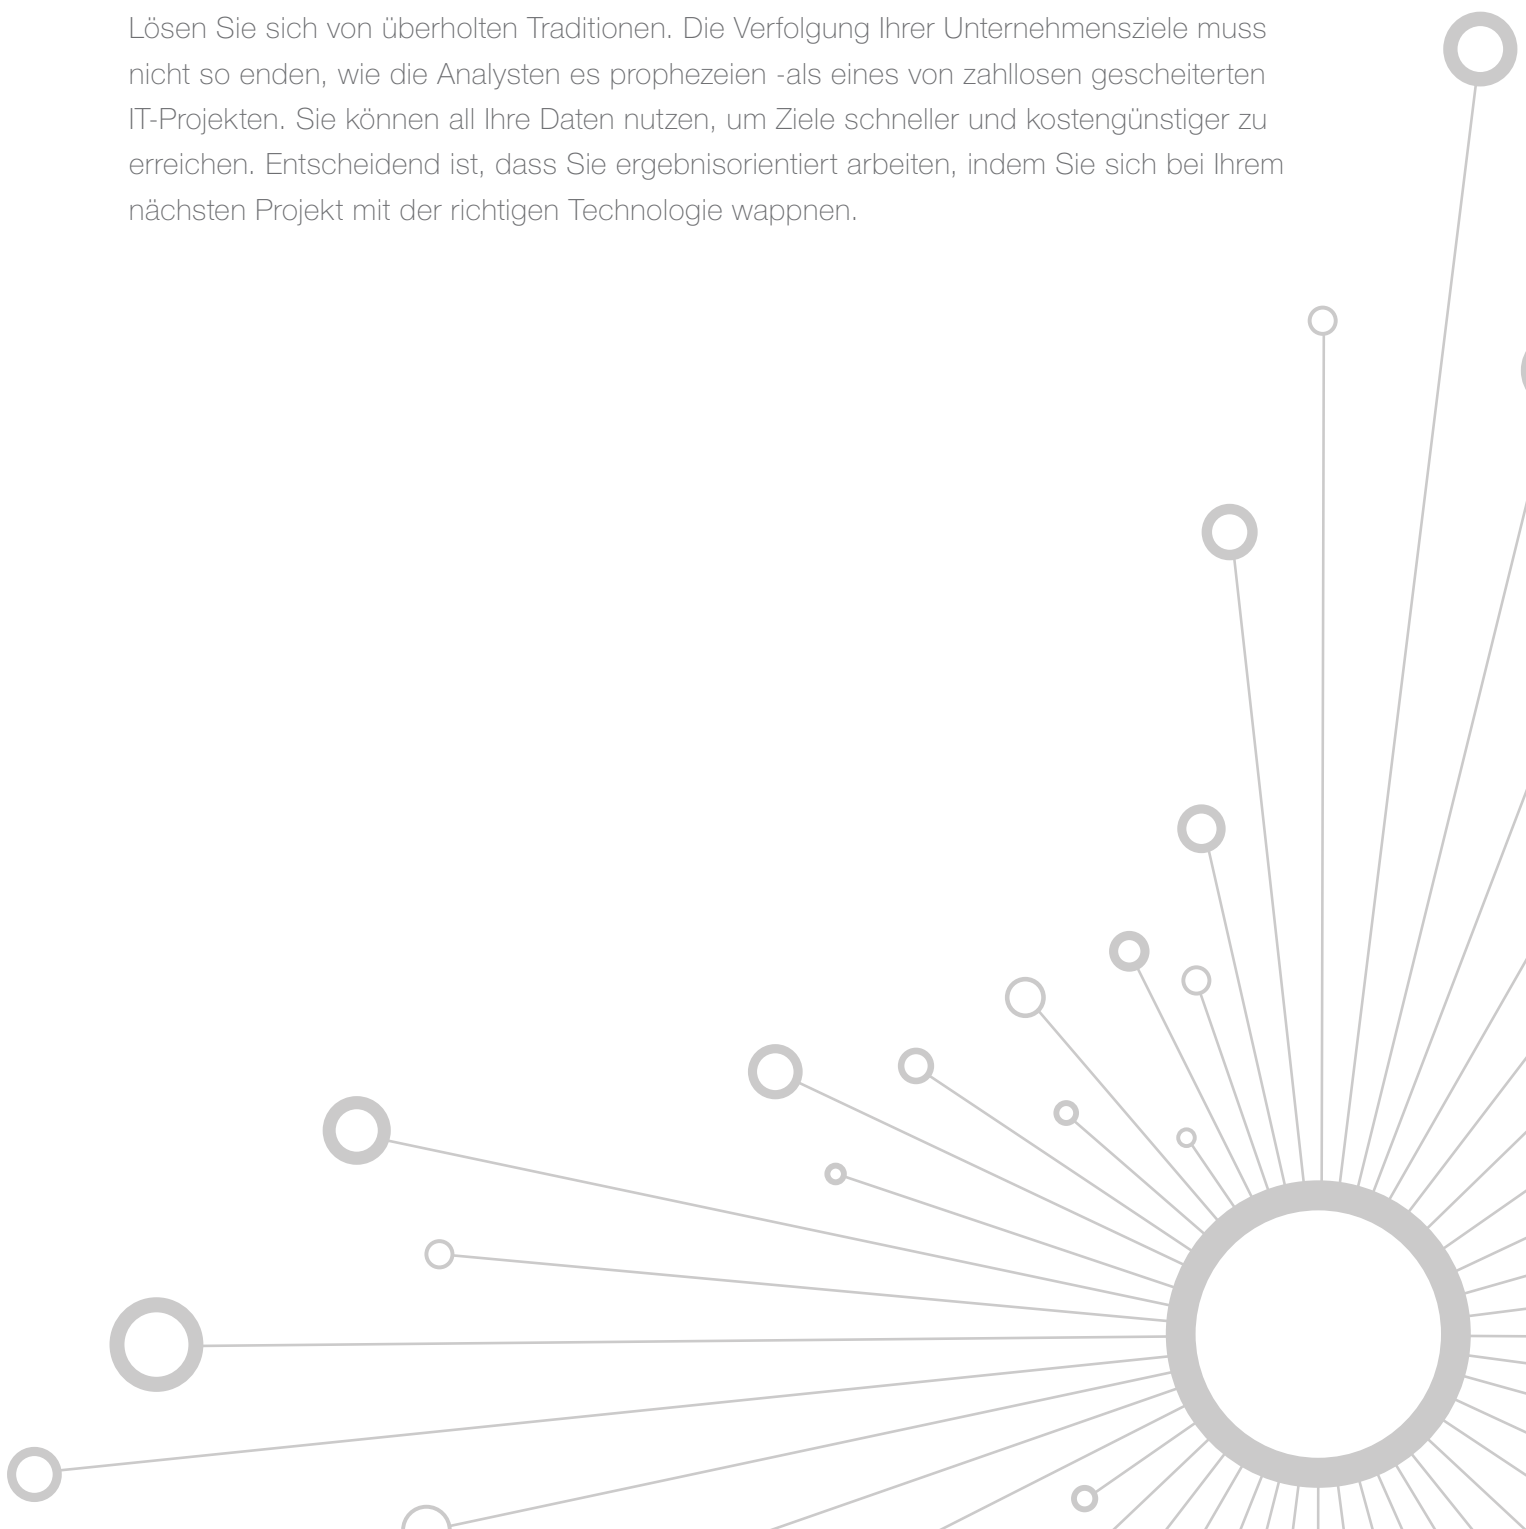 Lösen Sie sich von überholten Traditionen. Die Verfolgung Ihrer Unternehmensziele muss
nicht so enden, wie die Analysten es prophezeien -als eines von zahllosen gescheiterten
IT-Projekten. Sie können all Ihre Daten nutzen, um Ziele schneller und kostengünstiger zu
erreichen. Entscheidend ist, dass Sie ergebnisorientiert arbeiten, indem Sie sich bei Ihrem
nächsten Projekt mit der richtigen Technologie wappnen.